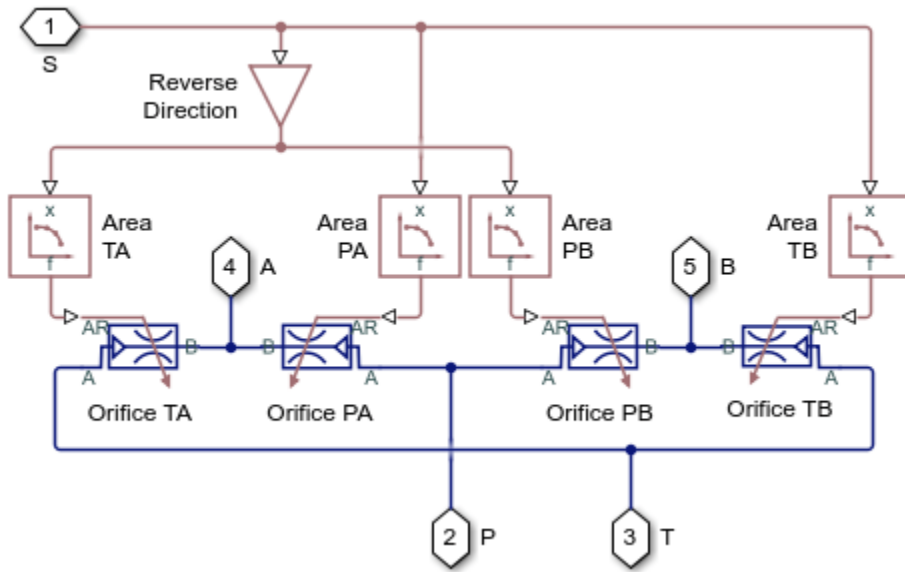 1
S
Reverse
Direction
x
f
Area
TA
Area
PA
x
f
x
f
Area
PB
Area
TB
x
f
4
A
5
B
AR
B
A
Orifice TA
B
AR
A
Orifice PA
AR
B
A
Orifice PB
B
AR
A
Orifice TB
2
P
3
T